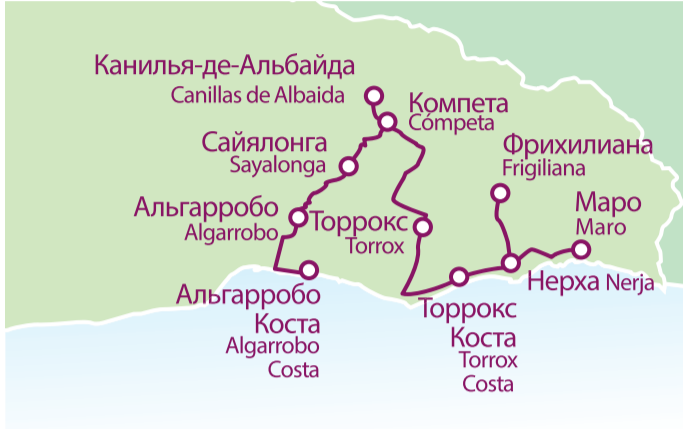 Канилья-де-Альбайда
Canillas de Albaida
Компета
Cómpeta
Фрихилиана
Frigiliana
Сайялонга
Sayalonga
Маро
Maro
Альгарробо
Algarrobo
Торрокс
Torrox
Нерха Nerja
Альгарробо
Коста
Algarrobo
Costa
Торрокс
Коста
Torrox
Costa